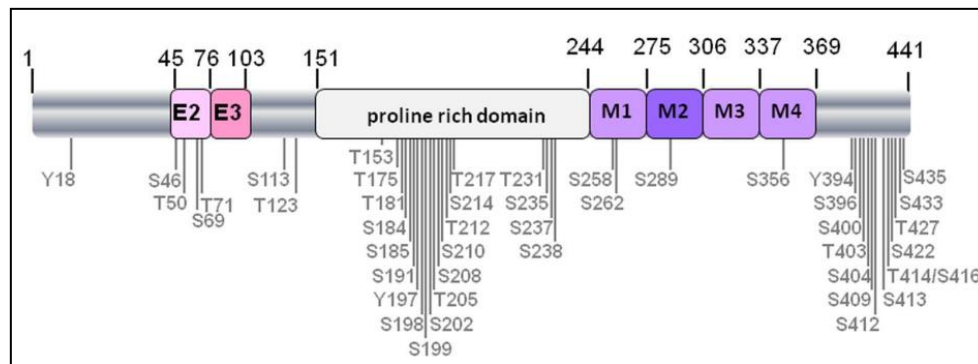 1 45 76 103 151 244 275 306 337 369 441
E2 E3 proline rich domain M1 M2 M3 M4
T153
Y18 S46 S113 T175 T217 T231 S258 S289 S356 Y394 S435
T50 T71 T123 T181 S214 S235 S262 S396 S433
S69 S184 T212 S237 S400 T427
S185 S210 S238 T403 S422
S191 S208 S404 T414/S416
Y197 T205 S409 S413
S198 S202 S412
S199